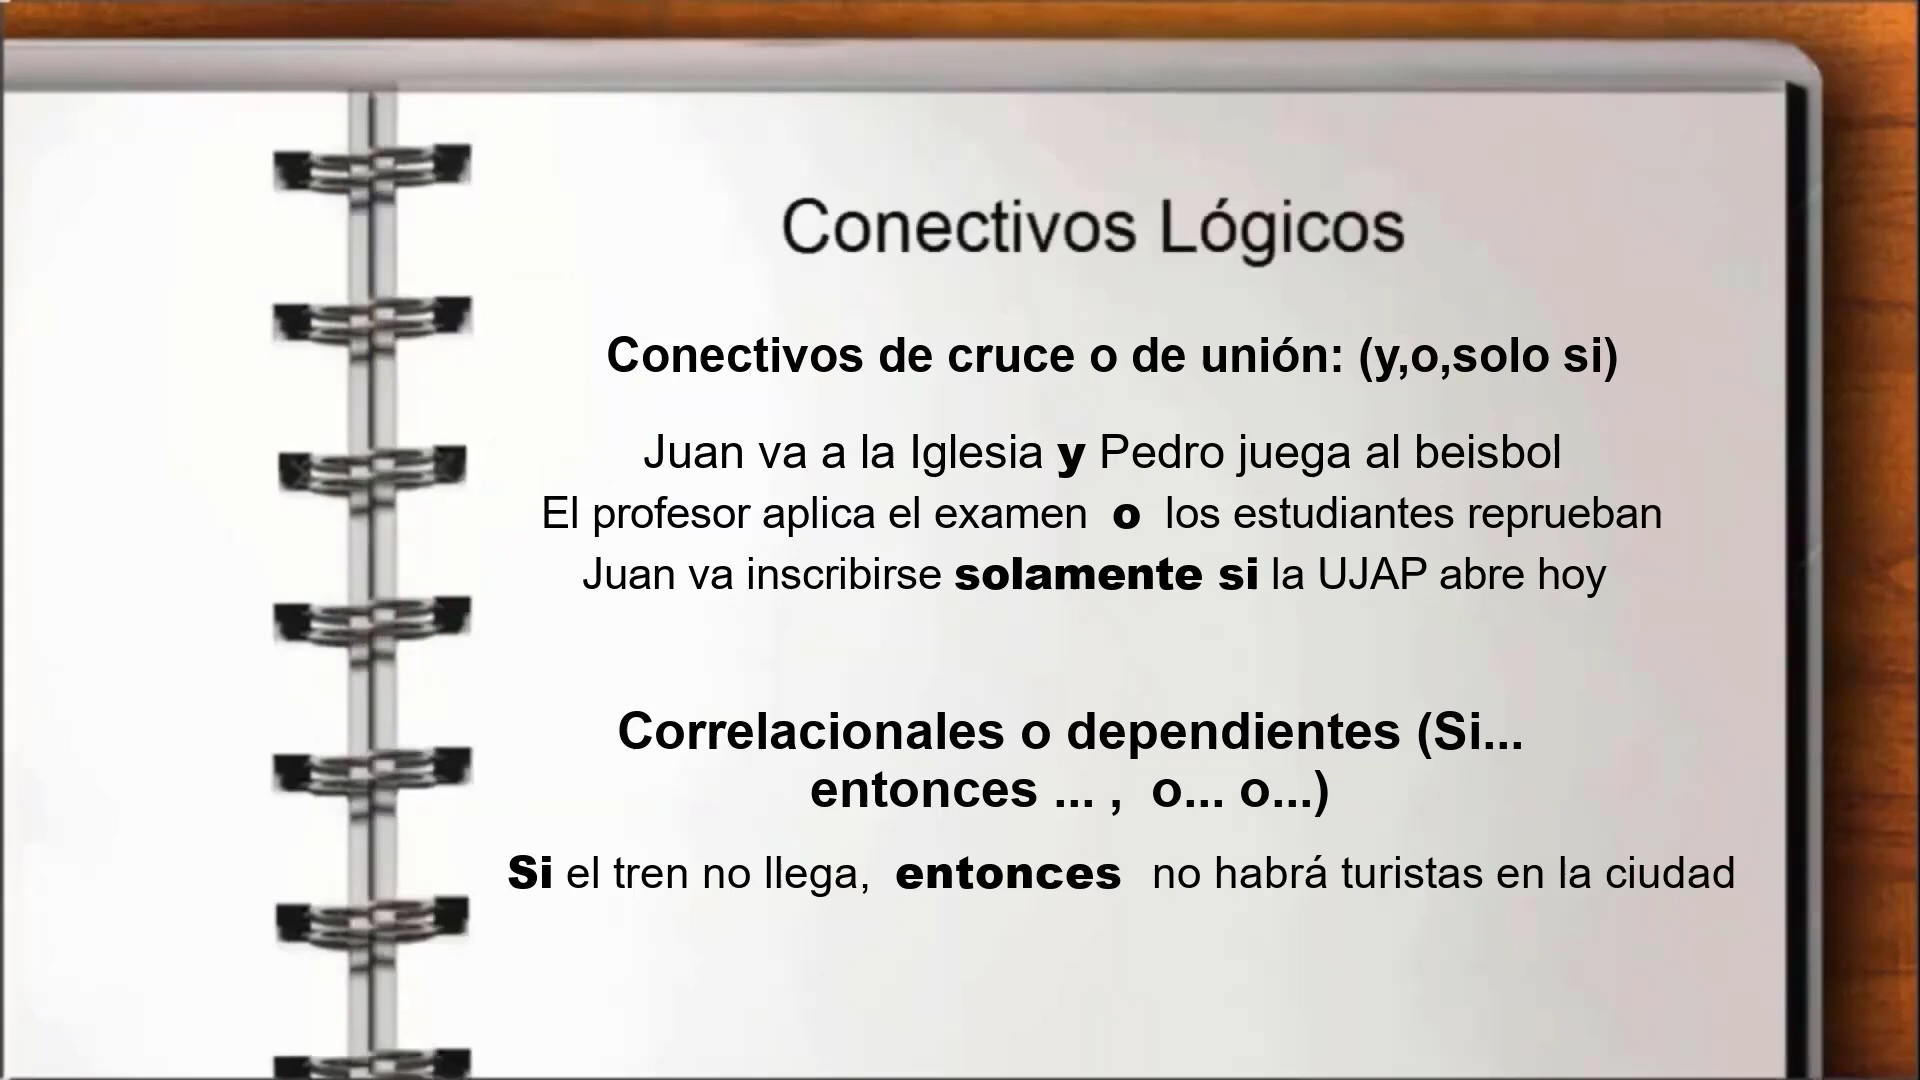 Conectivos Lógicos
Conectivos de cruce o de unión: (y,o,solo si)
Juan va a la Iglesia y Pedro juega al beisbol
El profesor aplica el examen o los estudiantes reprueban
Juan va inscribirse solamente si la UJAP abre hoy
Correlacionales o dependientes (Si...
entonces ... , o... o...)
Si el tren no llega, entonces no habrá turistas en la ciudad